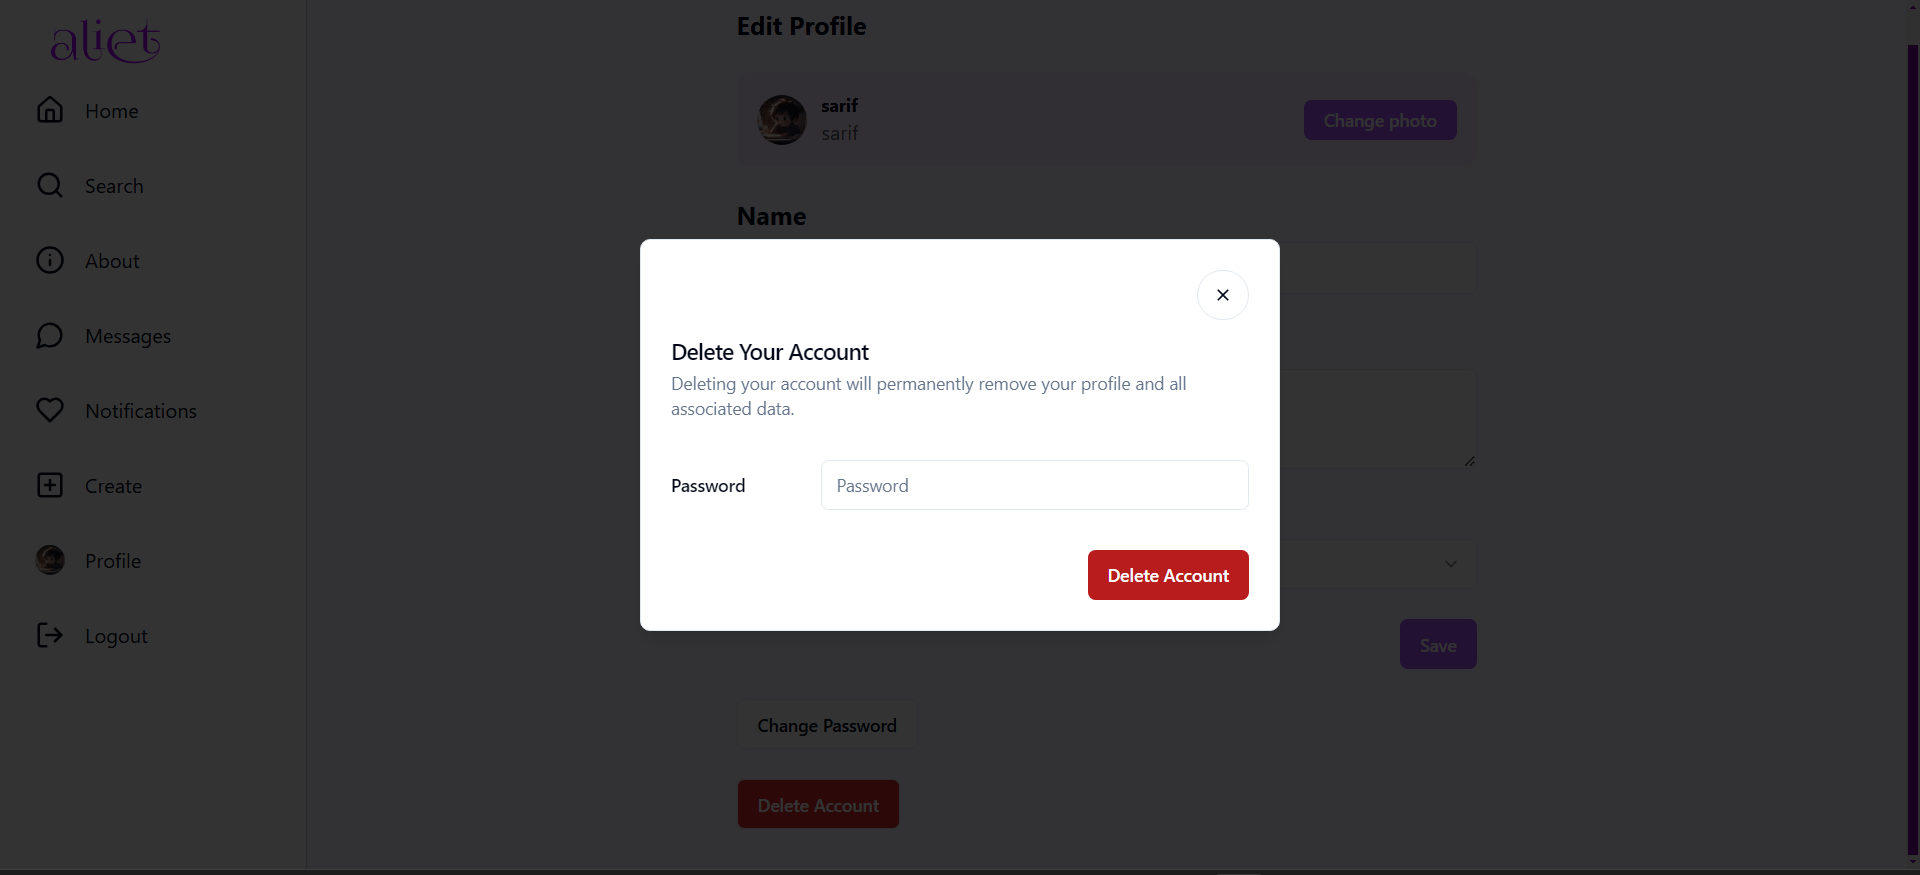 aliet
Home
Search
About
Messages
Notifications
Create
Profile
Logout
Edit Profile
sarif
sarif
Change photo
Name
Delete Your Account
Deleting your account will permanently remove your profile and all
associated data.
Password
Password
Delete Account
Save
Change Password
Delete Account